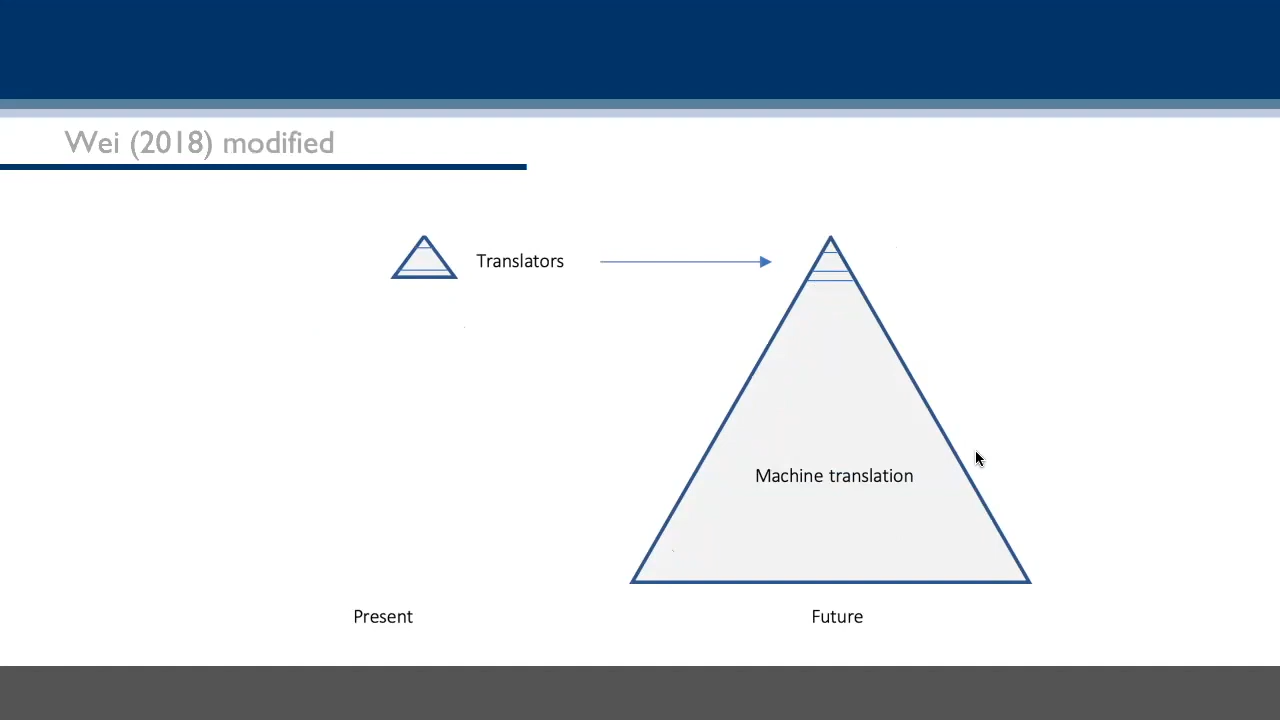 Wei (2018) modified
Translators
Machine translation
Present
Future